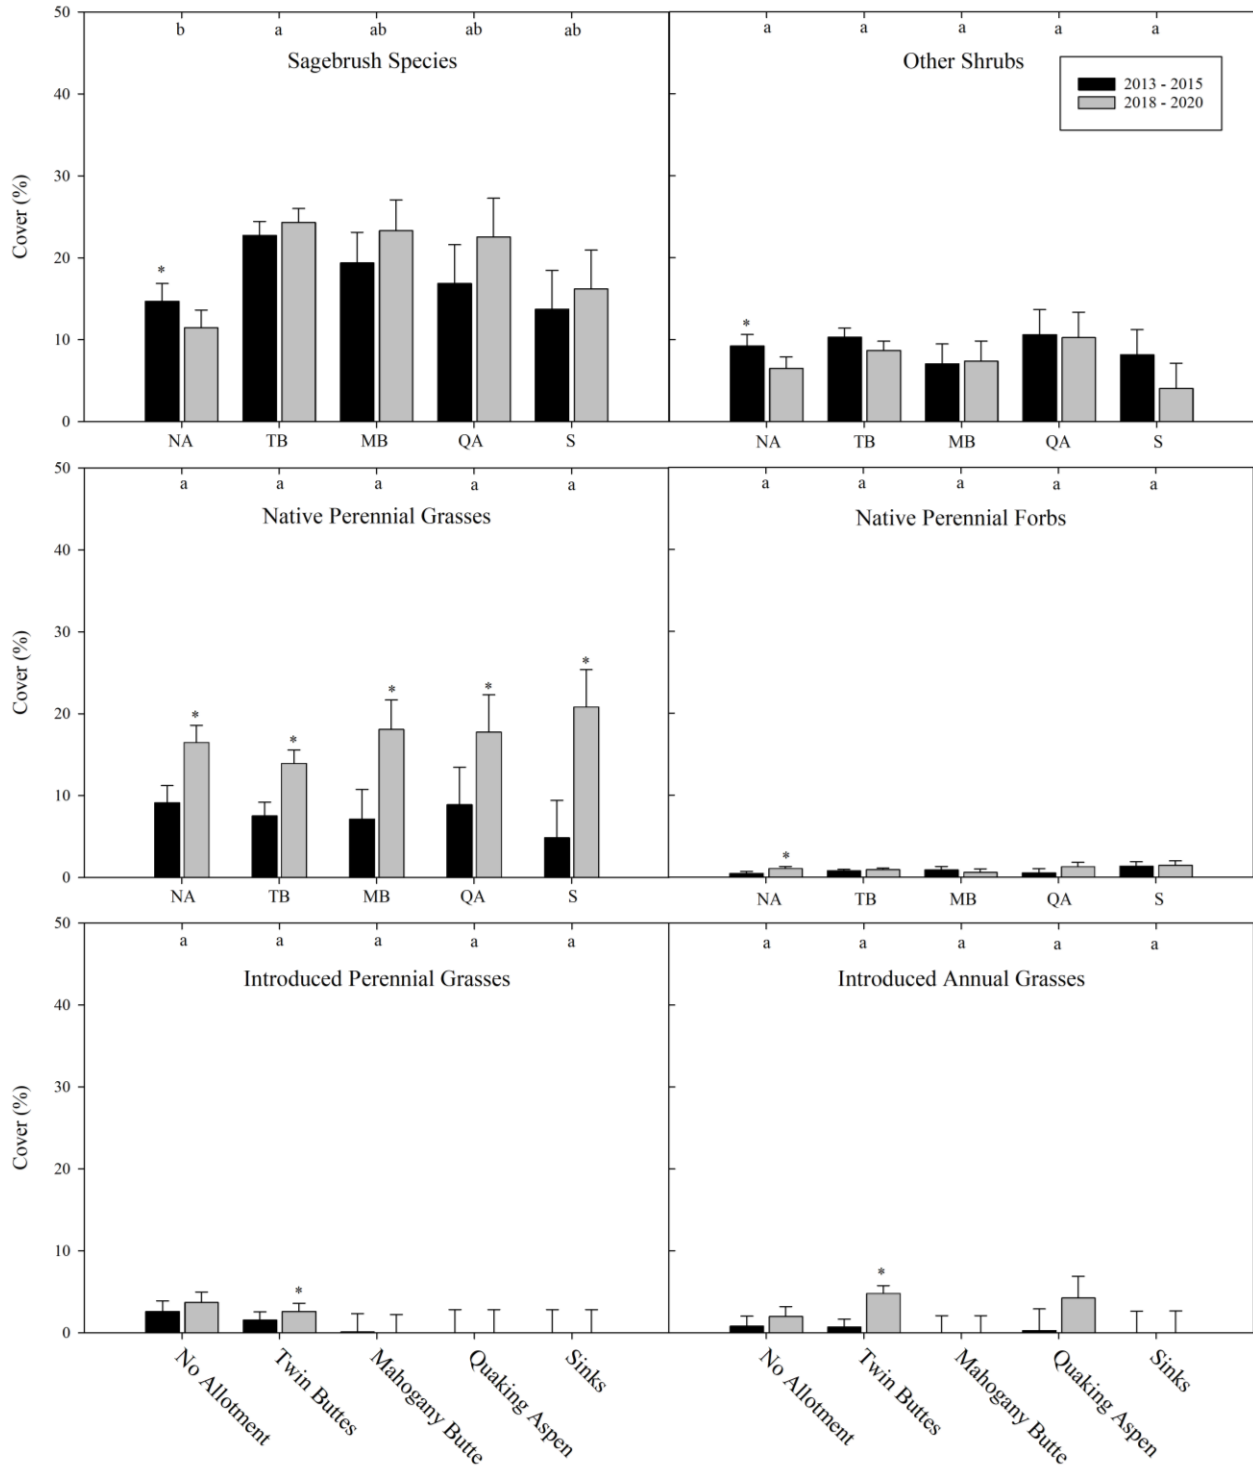 50
40
30
20
10
0
Cover (%)
b a ab ab ab
Sagebrush Species
*
NA TB MB QA S
a a a a a
Other Shrubs
2013 - 2015
2018 - 2020
*
NA TB MB QA S
50
40
30
20
10
0
Cover (%)
a a a a a
Native Perennial Grasses
* * * * *
NA TB MB QA S
a a a a a
Native Perennial Forbs
*
NA TB MB QA S
50
40
30
20
10
0
Cover (%)
a a a a a
Introduced Perennial Grasses
*
No Allotment
Twin Buttes
Mahogany Butte
Quaking Aspen
Sinks
a a a a a
Introduced Annual Grasses
*
No Allotment
Twin Buttes
Mahogany Butte
Quaking Aspen
Sinks